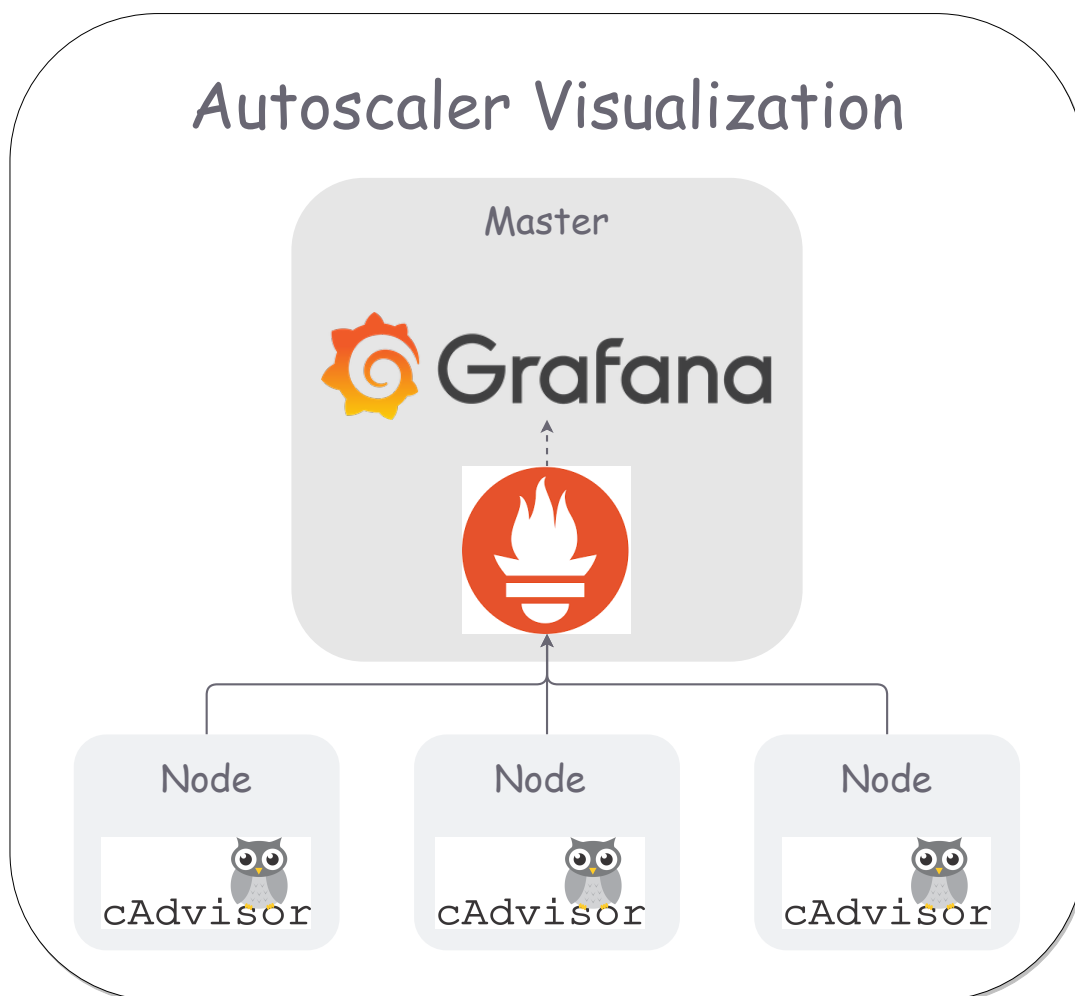 Autoscaler Visualization
Master
Grafana
Node
Node
Node
cAdvisor
cAdvisor
cAdvisor